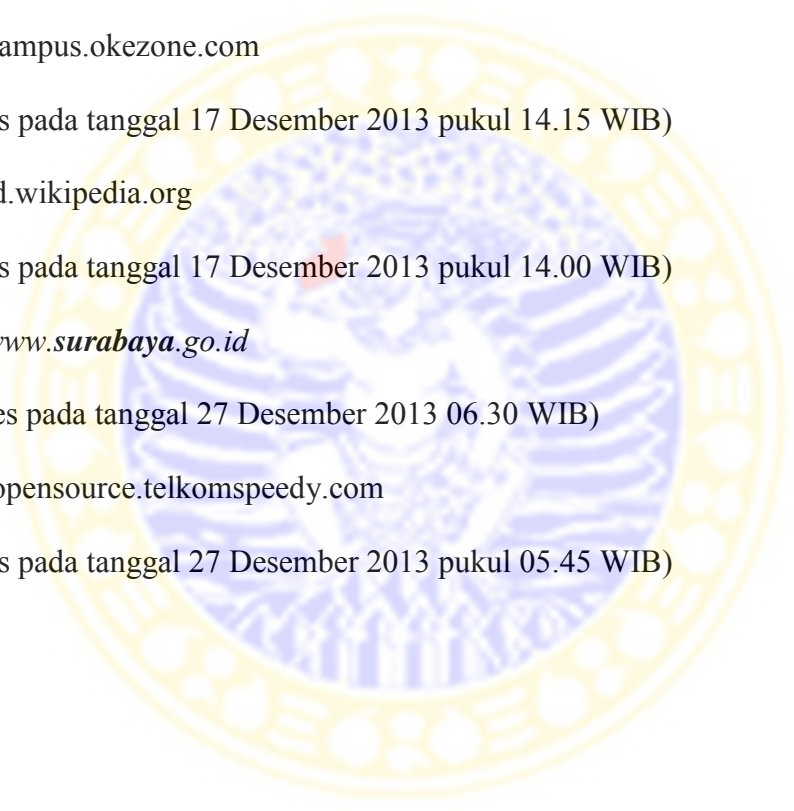 ampus.okezone.com
s pada tanggal 17 Desember 2013 pukul 14.15 WIB)
d.wikipedia.org
s pada tanggal 17 Desember 2013 pukul 14.00 WIB)
www.surabaya.go.id
es pada tanggal 27 Desember 2013 06.30 WIB)
opensource.telkomspeedy.com
s pada tanggal 27 Desember 2013 pukul 05.45 WIB)